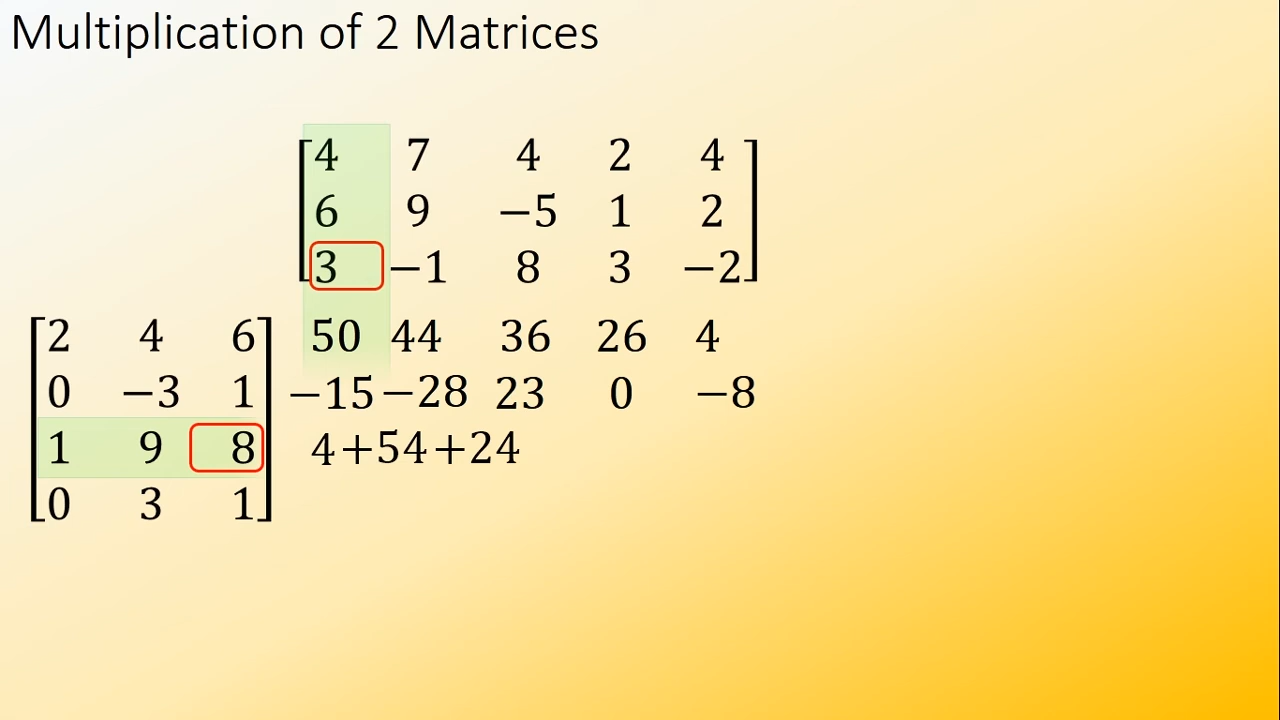 Multiplication of 2 Matrices
4 7 4 2 4
6 9 −5 1 2
3 −1 8 3 −2
2 4 6 50 44 36 26 4
0 −3 1 −15 −28 23 0 −8
1 9 8 4+54+24
0 3 1